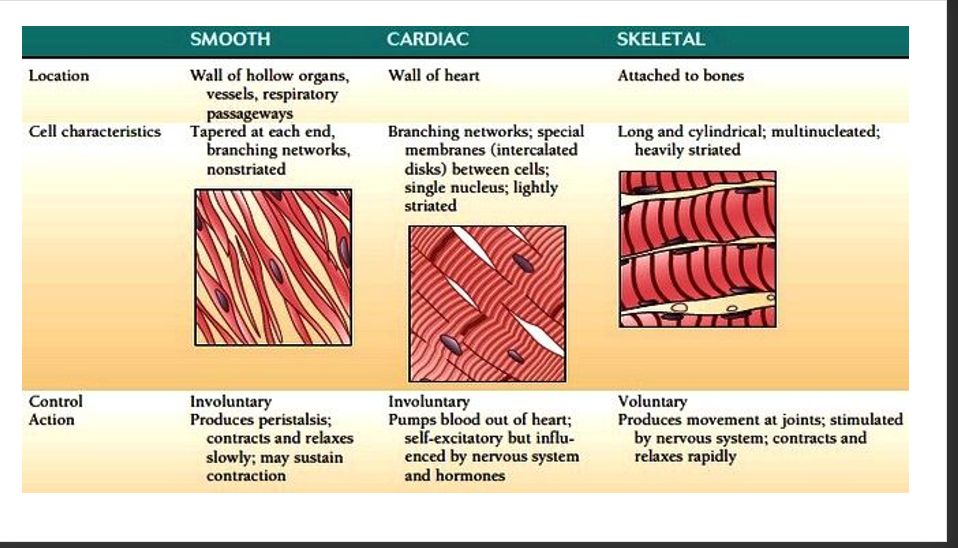 SMOOTH CARDIAC SKELETAL
Location
Wall of hollow organs,
vessels, respiratory
passageways
Wall of heart
Attached to bones
Cell characteristics
Tapered at each end,
branching networks,
nonstriated
Branching networks; special
membranes (intercalated
disks) between cells;
single nucleus; lightly
striated
Long and cylindrical; multinucleated;
heavily striated
Control
Involuntary
Involuntary
Voluntary
Action
Produces peristalsis;
contracts and relaxes
slowly; may sustain
contraction
Pumps blood out of heart;
self-excitatory but influ-
enced by nervous system
and hormones
Produces movement at joints; stimulated
by nervous system; contracts and
relaxes rapidly